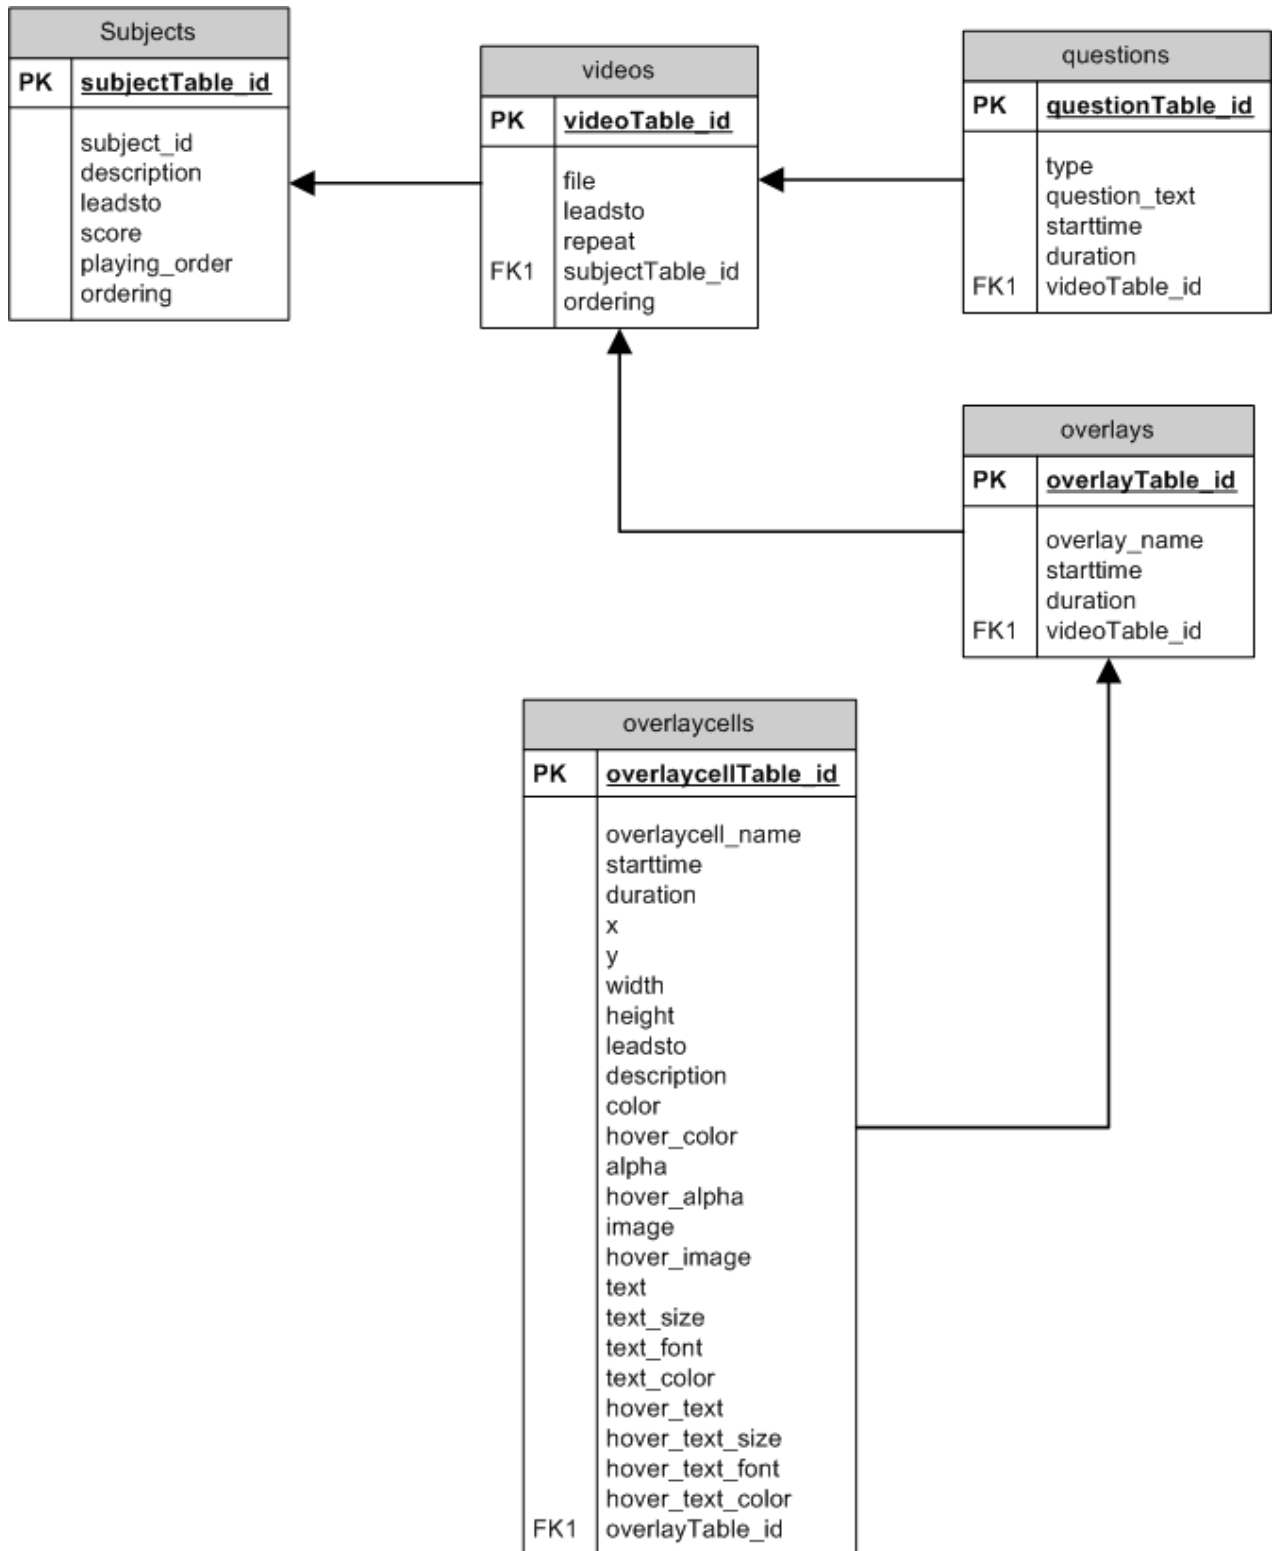 Subjects
PK subjectTable_id
subject_id
description
leadsto
score
playing_order
ordering
videos
PK videoTable_id
file
leadsto
repeat
FK1 subjectTable_id
ordering
questions
PK questionTable_id
type
question_text
starttime
duration
FK1 videoTable_id
overlays
PK overlayTable_id
overlay_name
starttime
duration
FK1 videoTable_id
overlaycells
PK overlaycellTable_id
overlaycell_name
starttime
duration
x
y
width
height
leadsto
description
color
hover_color
alpha
hover_alpha
image
hover_image
text
text_size
text_font
text_color
hover_text
hover_text_size
hover_text_font
hover_text_color
FK1 overlayTable_id